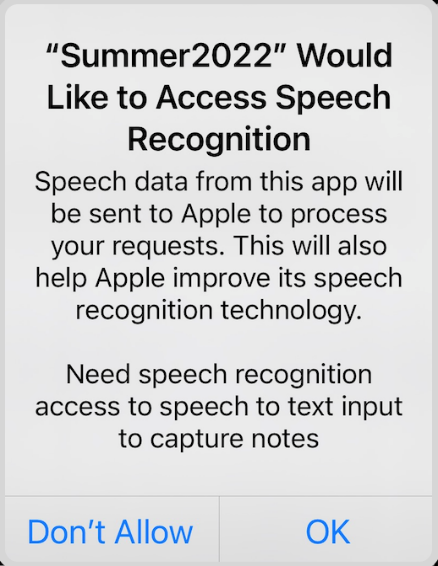 “Summer2022” Would
Like to Access Speech
Recognition
Speech data from this app will
be sent to Apple to process
your requests. This will also
help Apple improve its speech
recognition technology.
Need speech recognition
access to speech to text input
to capture notes
Don’t Allow
OK